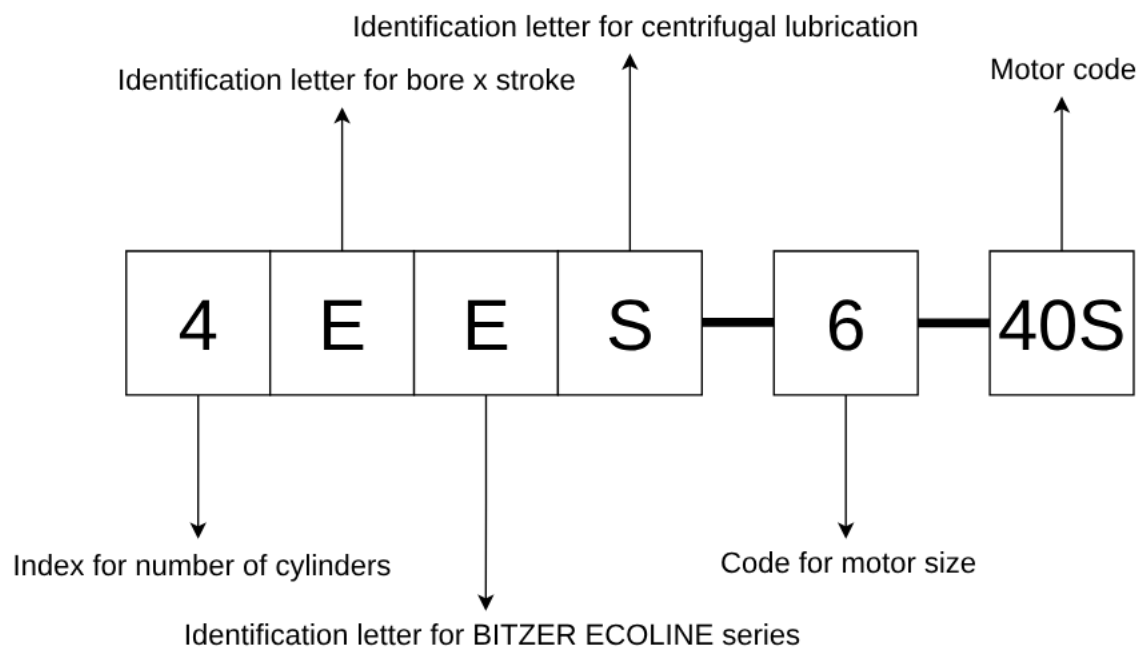 Identification letter for centrifugal lubrication
Identification letter for bore x stroke
Motor code
4 E E S 6 40S
Index for number of cylinders
Code for motor size
Identification letter for BITZER ECOLINE series